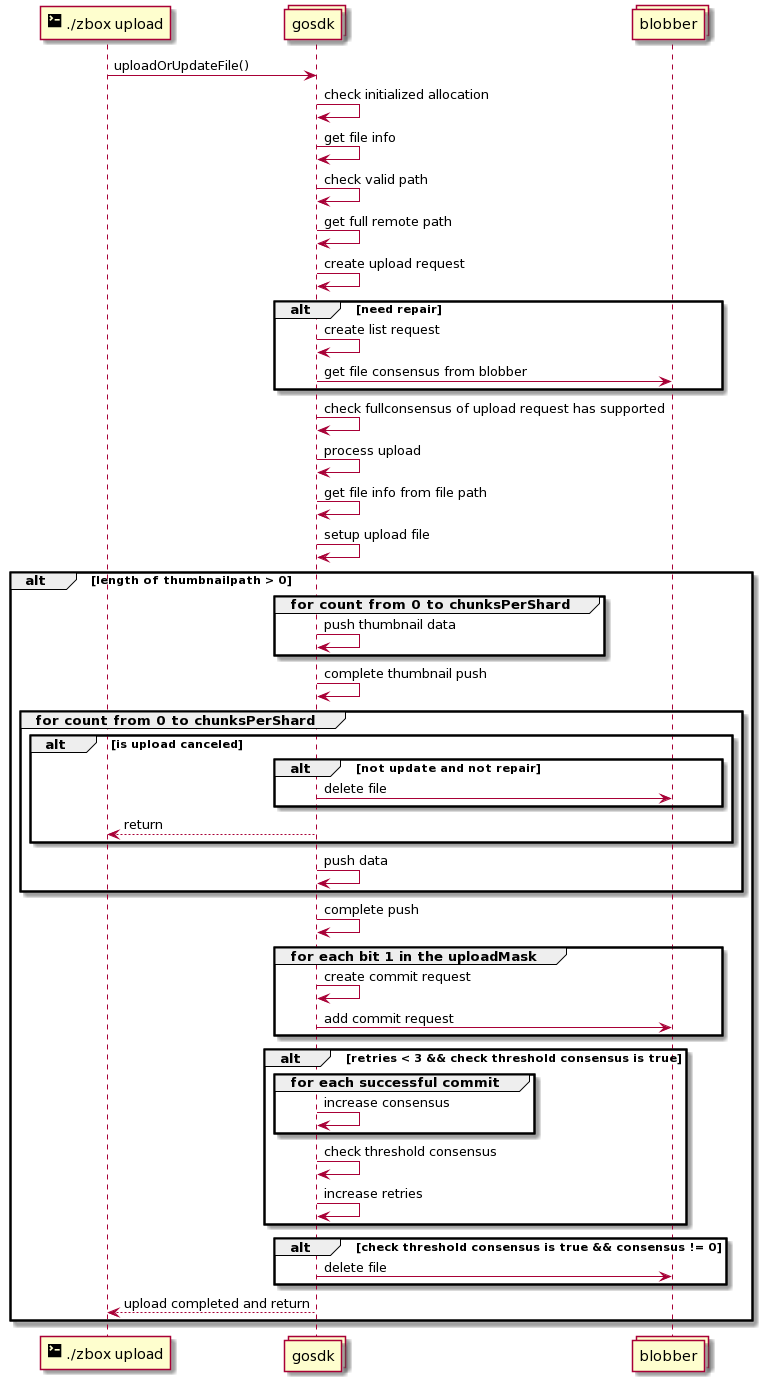 ./zbox upload
gosdk
blobber
uploadOrUpdateFile()
check initialized allocation
get file info
check valid path
get full remote path
create upload request
alt [need repair]
create list request
get file consensus from blobber
check fullconsensus of upload request has supported
process upload
get file info from file path
setup upload file
alt [length of thumbnailpath > 0]
for count from 0 to chunksPerShard
push thumbnail data
complete thumbnail push
for count from 0 to chunksPerShard
alt [is upload canceled]
alt [not update and not repair]
delete file
return
push data
complete push
for each bit 1 in the uploadMask
create commit request
add commit request
alt [retries < 3 && check threshold consensus is true]
for each successful commit
increase consensus
check threshold consensus
increase retries
alt [check threshold consensus is true && consensus != 0]
delete file
upload completed and return
./zbox upload
gosdk
blobber